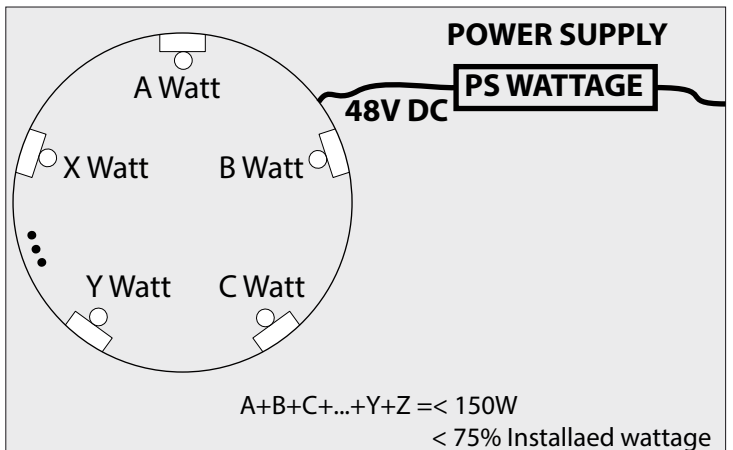 POWER SUPPLY
PS WATTAGE
48V DC
A Watt
X Watt
B Watt
Y Watt
C Watt
A+B+C+...+Y+Z =< 150W
< 75% Installaed wattage